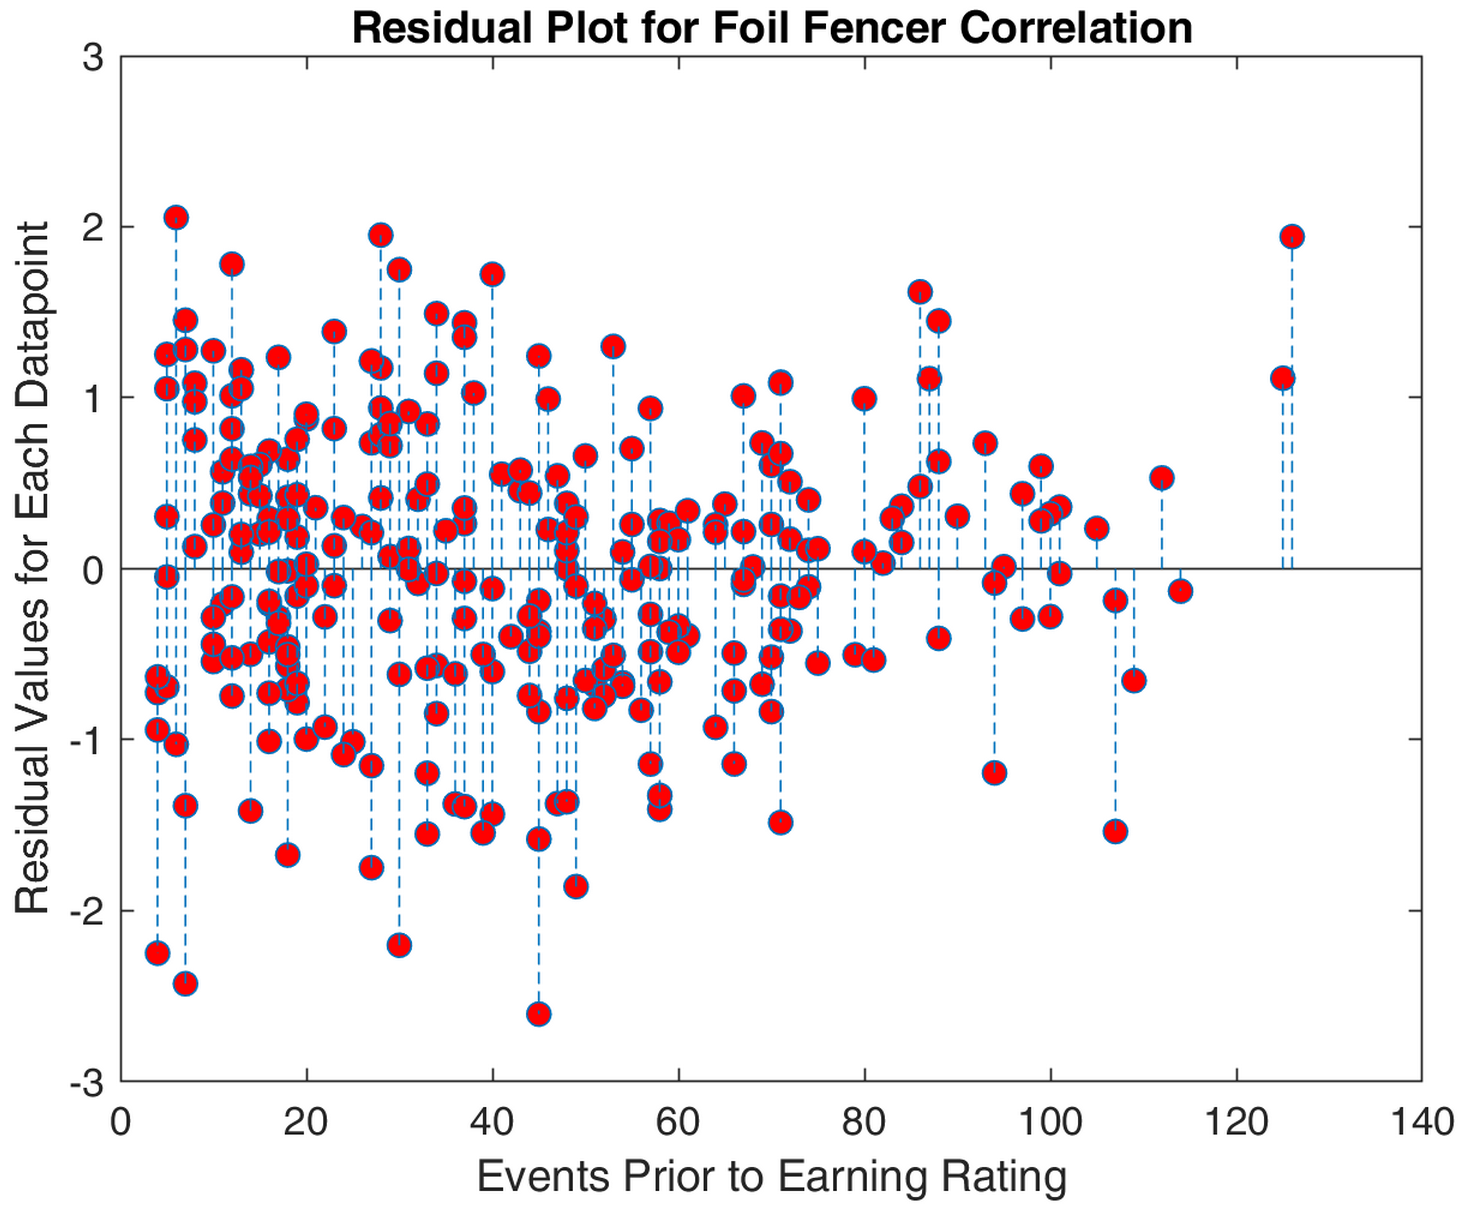 Residual Plot for Foil Fencer Correlation
3
2
1
0
-1
-2
-3
Residual Values for Each Datapoint
0 20 40 60 80 100 120 140
Events Prior to Earning Rating